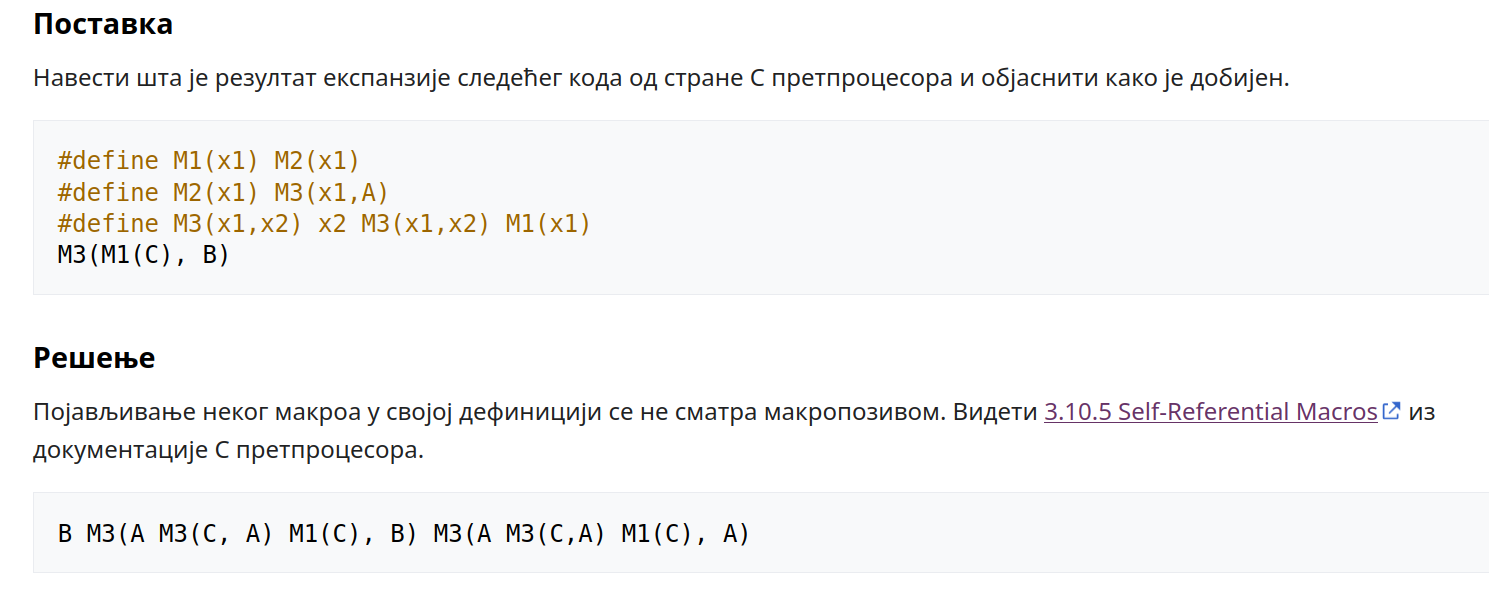 Поставка
Навести шта је резултат експанзије следећег кода од стране C претпроцесора и објаснити како је добијен.
#define M1(x1) M2(x1)
#define M2(x1) M3(x1,A)
#define M3(x1,x2) x2 M3(x1,x2) M1(x1)
M3(M1(C), B)
Решење
Појављивање неког макроа у својој дефиницији се не сматра макропозивом. Видети 3.10.5 Self-Referential Macros из
документације C претпроцесора.
B M3(A M3(C, A) M1(C), B) M3(A M3(C,A) M1(C), A)